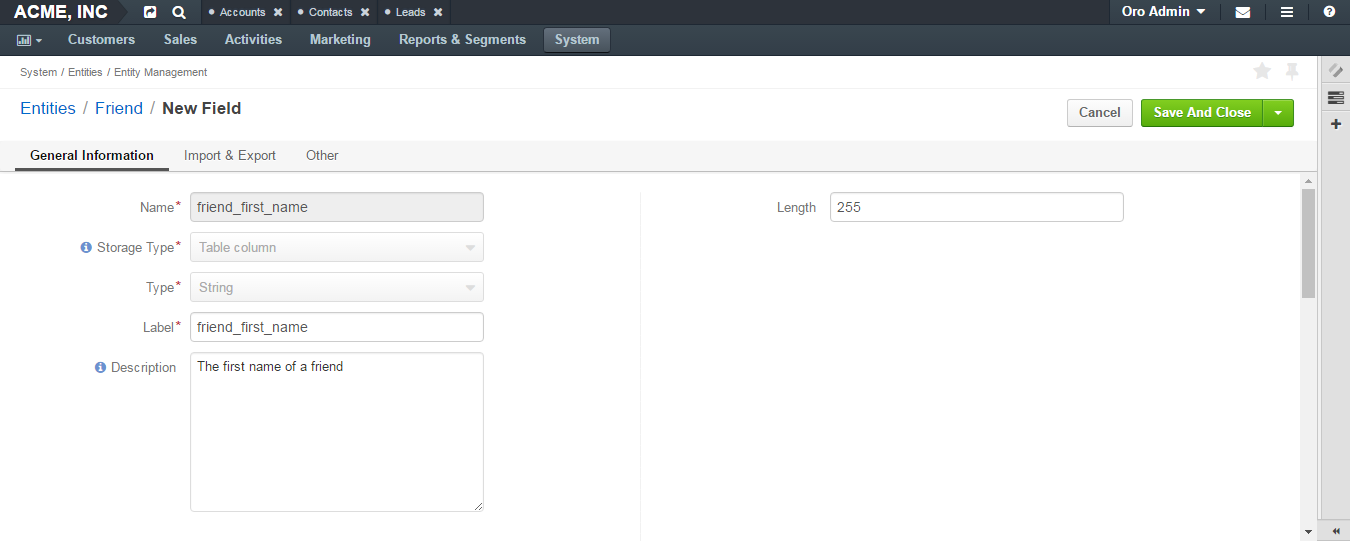 ACME, INC Accounts Contacts Leads Oro Admin
Customers Sales Activities Marketing Reports & Segments System
System / Entities / Entity Management
Entities / Friend / New Field Cancel Save And Close
General Information Import & Export Other
Name* friend_first_name Length 255
Storage Type* Table column
Type* String
Label* friend_first_name
Description The first name of a friend